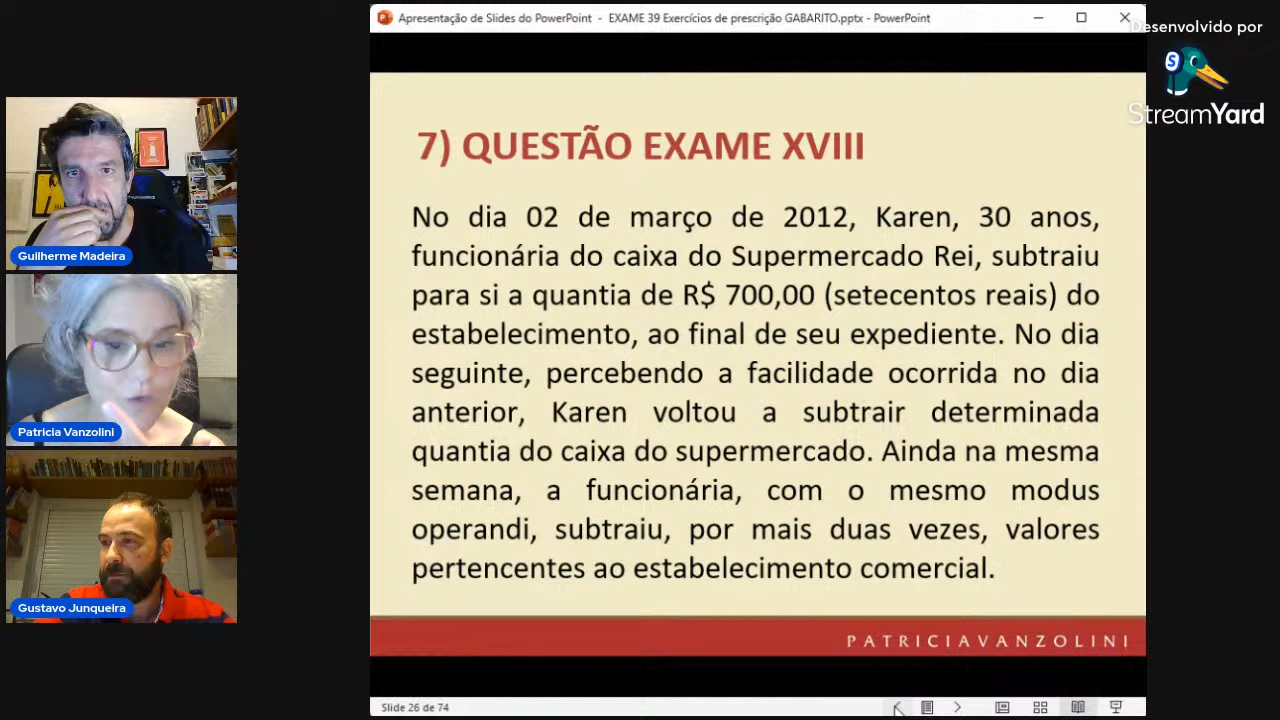 Apresentação de Slides do PowerPoint - EXAME 39 Exercícios de prescrição GABARITO.pptx - PowerPoint
Desenvolvido por
StreamYard
7) QUESTÃO EXAME XVIII
No dia 02 de março de 2012, Karen, 30 anos,
funcionária do caixa do Supermercado Rei, subtraiu
para si a quantia de R$ 700,00 (setecentos reais) do
estabelecimento, ao final de seu expediente. No dia
seguinte, percebendo a facilidade ocorrida no dia
anterior, Karen voltou a subtrair determinada
quantia do caixa do supermercado. Ainda na mesma
semana, a funcionária, com o mesmo modus
operandi, subtraiu, por mais duas vezes, valores
pertencentes ao estabelecimento comercial.
PATRICIAVANZOLINI
Slide 26 de 74
Guilherme Madeira
Patricia Vanzolini
Gustavo Junqueira